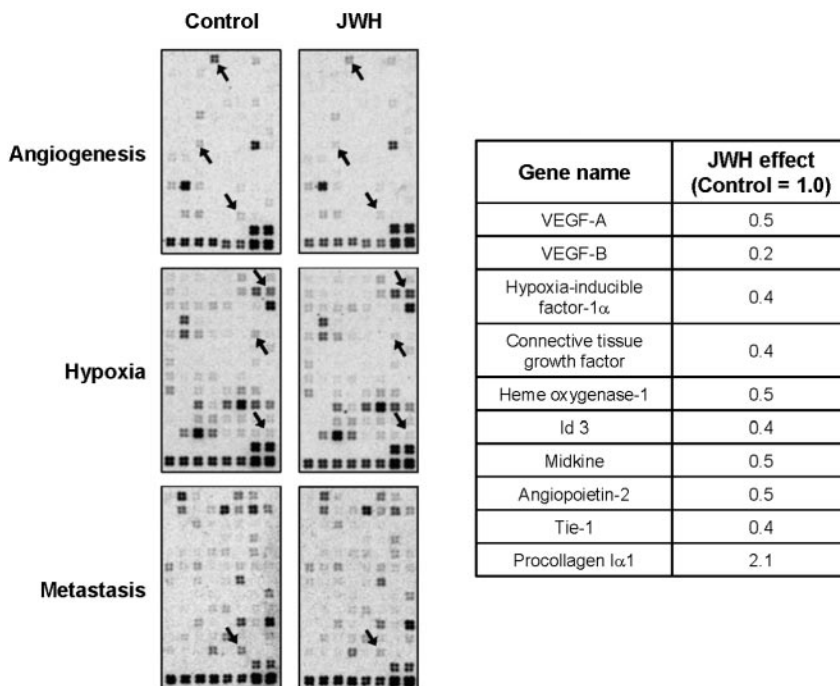 Control JWH
Angiogenesis
Hypoxia
Metastasis
Gene name JWH effect
(Control = 1.0)
VEGF-A 0.5
VEGF-B 0.2
Hypoxia-inducible
factor-1α 0.4
Connective tissue
growth factor 0.4
Heme oxygenase-1 0.5
Id 3 0.4
Midkine 0.5
Angiopoietin-2 0.5
Tie-1 0.4
Procollagen Iα1 2.1